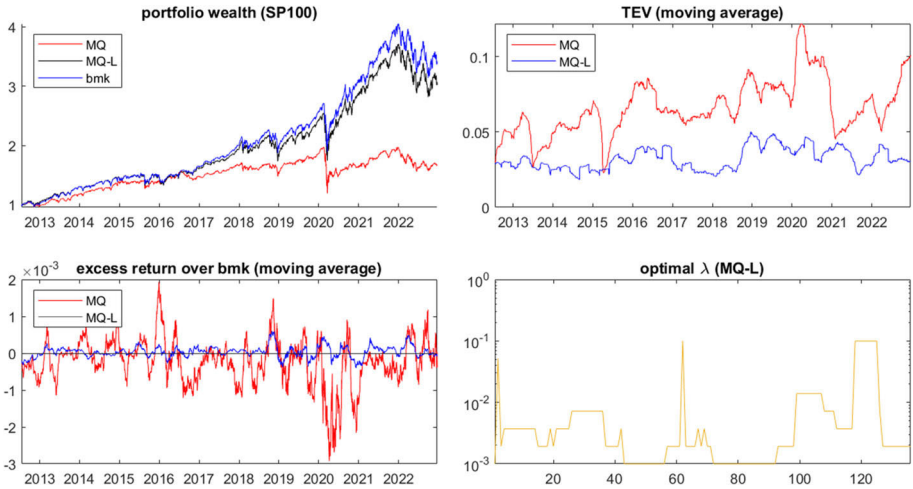 portfolio wealth (SP100)
4
3
2
1
MQ
MQ-L
bmk
2013 2014 2015 2016 2017 2018 2019 2020 2021 2022
TEV (moving average)
0.1
0.05
0
MQ
MQ-L
2013 2014 2015 2016 2017 2018 2019 2020 2021 2022
×10⁻³ excess return over bmk (moving average)
2
1
0
-1
-2
-3
MQ
MQ-L
2013 2014 2015 2016 2017 2018 2019 2020 2021 2022
optimal λ (MQ-L)
10⁰
10⁻¹
10⁻²
10⁻³
20 40 60 80 100 120